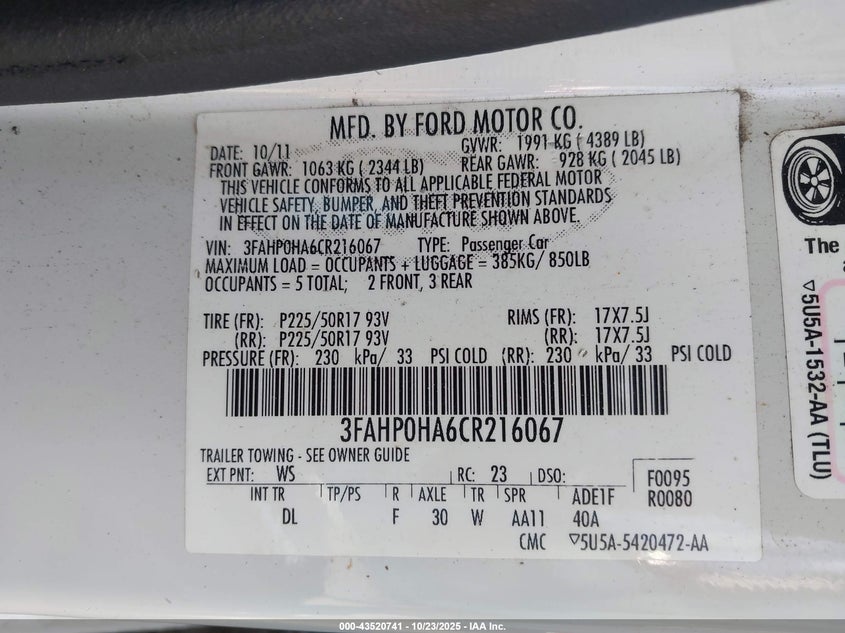 MFD. BY FORD MOTOR CO.
DATE: 10/11 GVWR: 1991 KG ( 4389 LB)
FRONT GAWR: 1063 KG ( 2344 LB) REAR GAWR: 928 KG ( 2045 LB)
THIS VEHICLE CONFORMS TO ALL APPLICABLE FEDERAL MOTOR
VEHICLE SAFETY, BUMPER, AND THEFT PREVENTION STANDARDS
IN EFFECT ON THE DATE OF MANUFACTURE SHOWN ABOVE.
VIN: 3FAHP0HA6CR216067 TYPE: Passenger Car
MAXIMUM LOAD = OCCUPANTS + LUGGAGE = 385KG/ 850LB
OCCUPANTS = 5 TOTAL; 2 FRONT, 3 REAR
TIRE (FR): P225/50R17 93V RIMS (FR): 17X7.5J
(RR): P225/50R17 93V (RR): 17X7.5J
PRESSURE (FR): 230 kPa/ 33 PSI COLD (RR): 230 kPa/ 33 PSI COLD
3FAHP0HA6CR216067
TRAILER TOWING - SEE OWNER GUIDE
EXT PNT: WS RC: 23 DSO: F0095
INT TR TP/PS R AXLE TR SPR ADE1F R0080
DL F 30 W AA11 40A
CMC ▽5U5A-5420472-AA
The
▽5U5A-1532-AA (TLU)
000-43520741 - 10/23/2025 - IAA Inc.